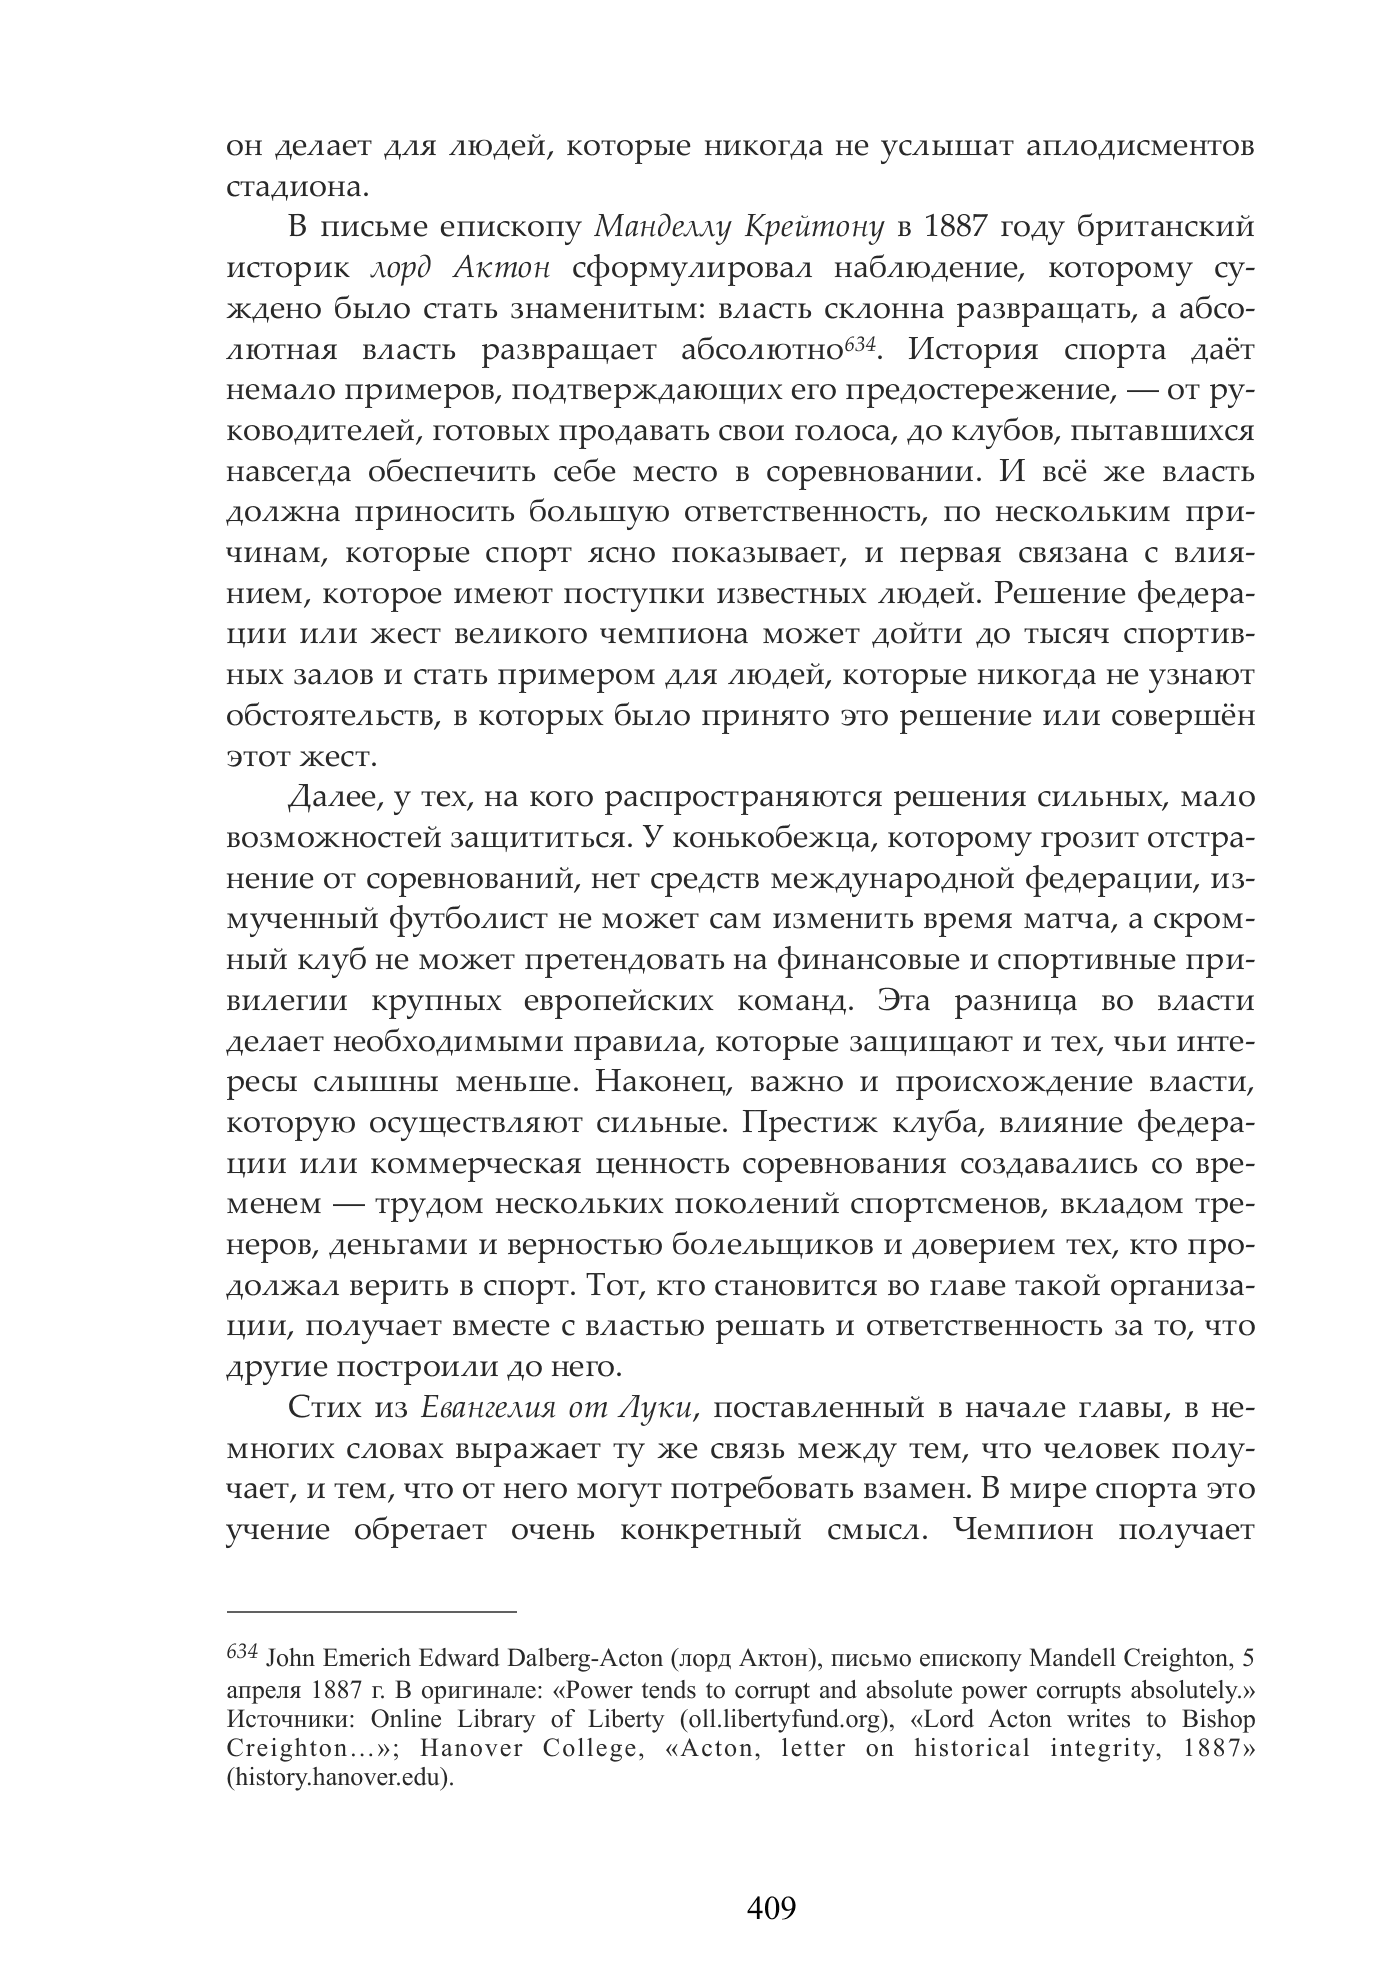 он делает для людей, которые никогда не услышат аплодисментов
стадиона.
В письме епископу Манделлу Крейтону в 1887 году британский
историк лорд Актон сформулировал наблюдение, которому су-
ждено было стать знаменитым: власть склонна развращать, а абсо-
лютная власть развращает абсолютно634. История спорта даёт
немало примеров, подтверждающих его предостережение, — от ру-
ководителей, готовых продавать свои голоса, до клубов, пытавшихся
навсегда обеспечить себе место в соревновании. И всё же власть
должна приносить большую ответственность, по нескольким при-
чинам, которые спорт ясно показывает, и первая связана с влия-
нием, которое имеют поступки известных людей. Решение федера-
ции или жест великого чемпиона может дойти до тысяч спортив-
ных залов и стать примером для людей, которые никогда не узнают
обстоятельств, в которых было принято это решение или совершён
этот жест.
Далее, у тех, на кого распространяются решения сильных, мало
возможностей защититься. У конькобежца, которому грозит отстра-
нение от соревнований, нет средств международной федерации, из-
мученный футболист не может сам изменить время матча, а скром-
ный клуб не может претендовать на финансовые и спортивные при-
вилегии крупных европейских команд. Эта разница во власти
делает необходимыми правила, которые защищают и тех, чьи инте-
ресы слышны меньше. Наконец, важно и происхождение власти,
которую осуществляют сильные. Престиж клуба, влияние федера-
ции или коммерческая ценность соревнования создавались со вре-
менем — трудом нескольких поколений спортсменов, вкладом тре-
неров, деньгами и верностью болельщиков и доверием тех, кто про-
должал верить в спорт. Тот, кто становится во главе такой организа-
ции, получает вместе с властью решать и ответственность за то, что
другие построили до него.
Стих из Евангелия от Луки, поставленный в начале главы, в не-
многих словах выражает ту же связь между тем, что человек полу-
чает, и тем, что от него могут потребовать взамен. В мире спорта это
учение обретает очень конкретный смысл. Чемпион получает
634 John Emerich Edward Dalberg-Acton (лорд Актон), письмо епископу Mandell Creighton, 5
апреля 1887 г. В оригинале: «Power tends to corrupt and absolute power corrupts absolutely.»
Источники: Online Library of Liberty (oll.libertyfund.org), «Lord Acton writes to Bishop
Creighton…»; Hanover College, «Acton, letter on historical integrity, 1887»
(history.hanover.edu).
409